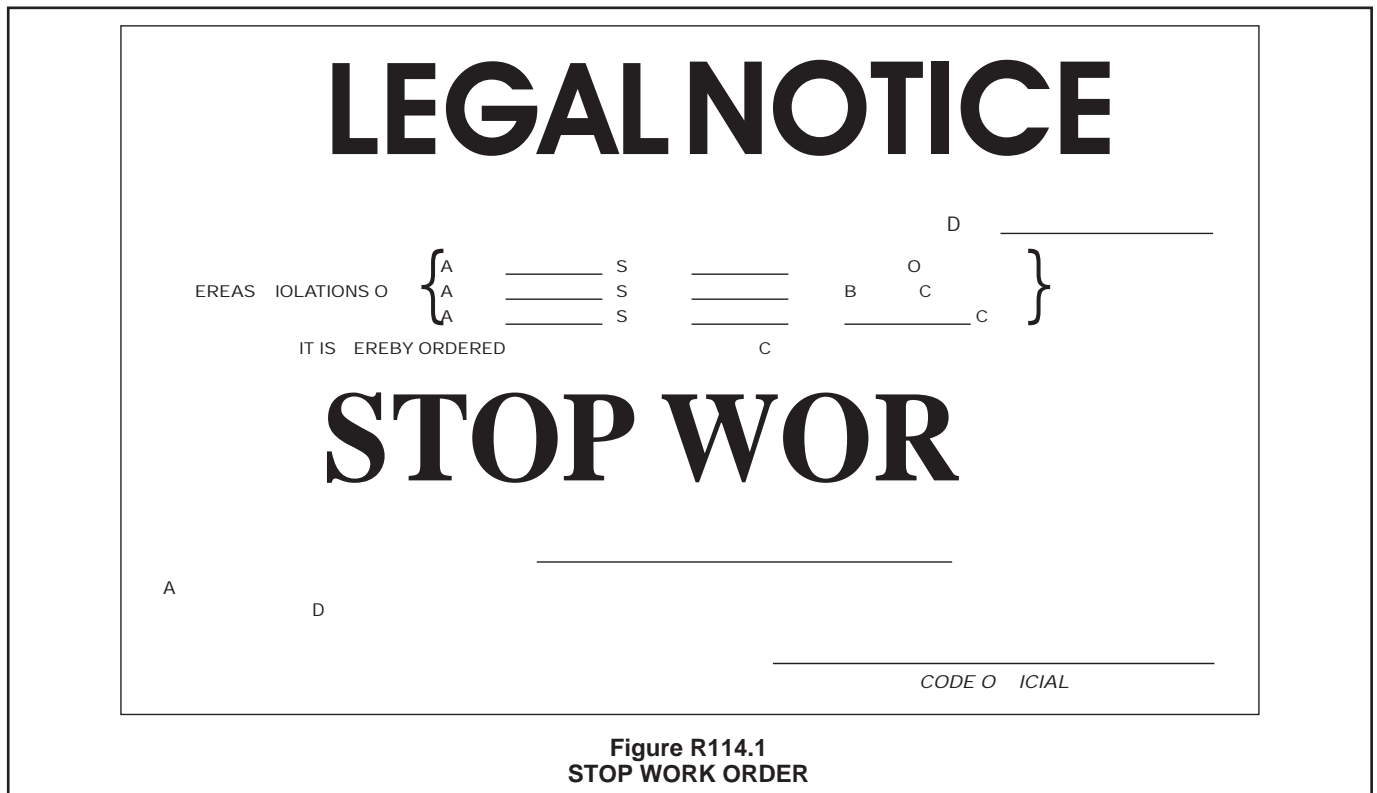 LEGAL NOTICE
D
A S O
EREAS IOLATIONS O A S B C
A S C
IT IS EREBY ORDERED C
STOP WOR
A
D
CODE O ICIAL
Figure R114.1
STOP WORK ORDER